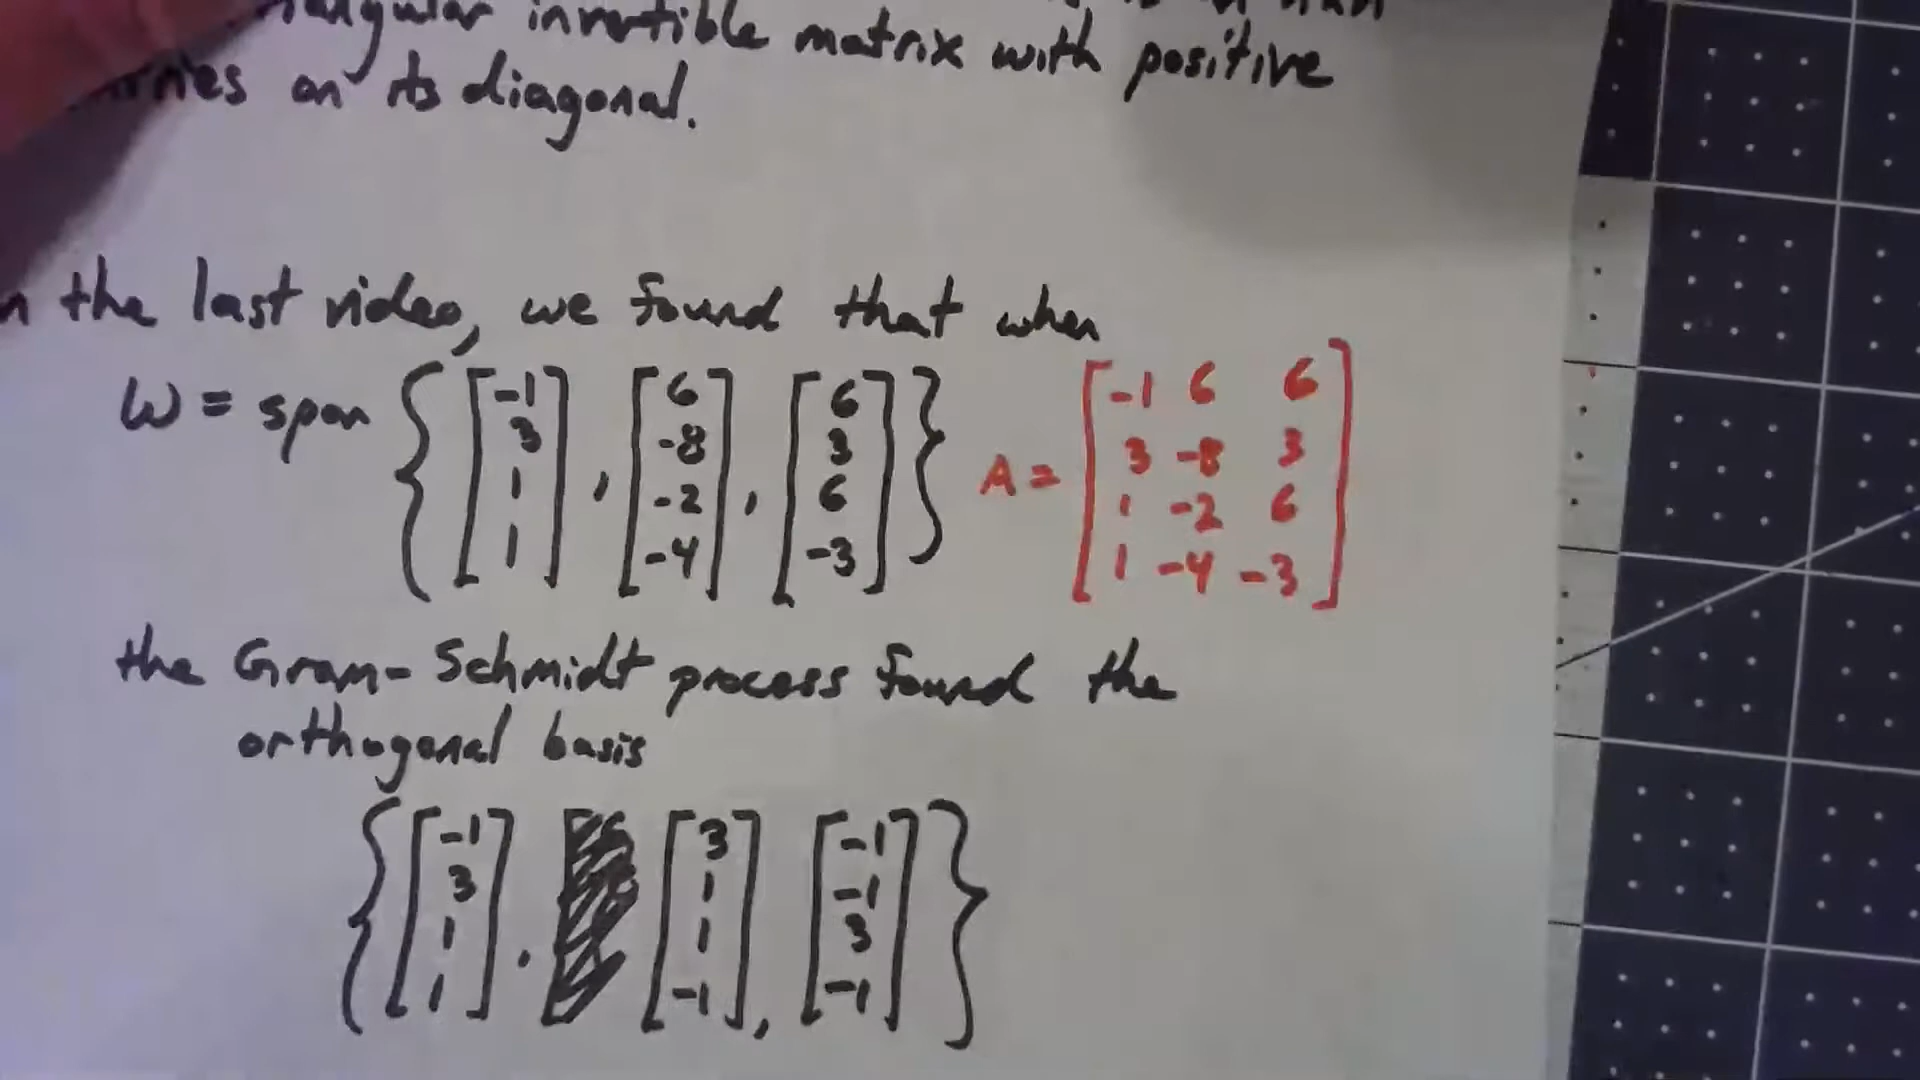 invertible matrix with positive
on its diagonal.
the last video, we found that when
W = span { [-1 3 1 1], [6 -8 -2 -4], [6 3 6 -3] } A = [-1 6 6; 3 -8 3; 1 -2 6; 1 -4 -3]
the Gram-Schmidt process found the
orthogonal basis
{ [-1 3 1 1], [3 1 1 -1], [-1 -1 3 -1] }